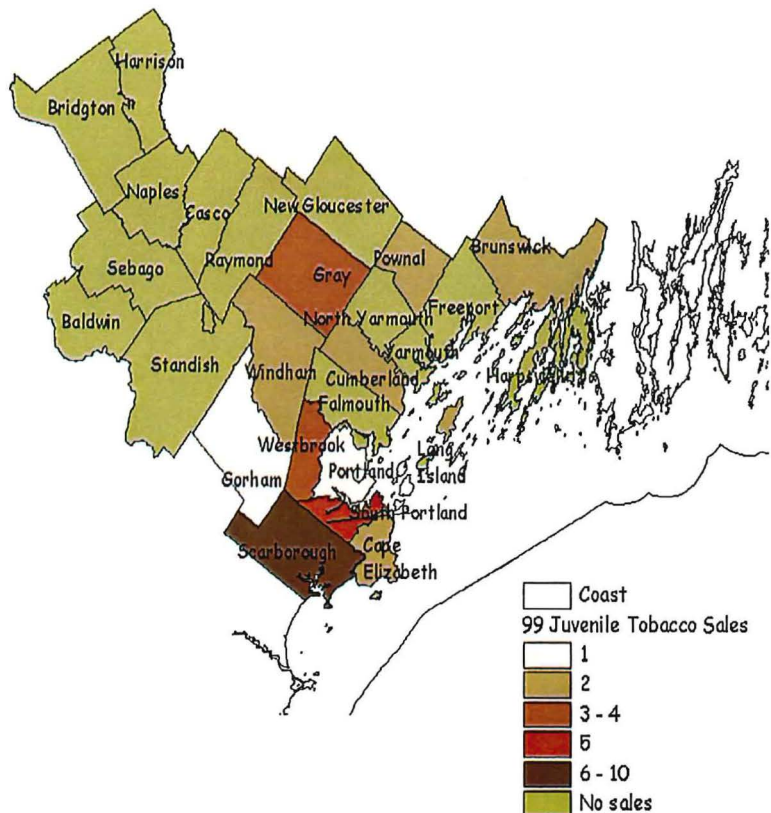 Harrison
Bridgton
Naples
Casco
New Gloucester
Raymond
Sebago
Gray
Pownal
Brunswick
Baldwin
North Yarmouth
Freeport
Standish
Windham
Yarmouth
Cumberland
Falmouth
Westbrook
Long
Island
Portland
Gorham
South Portland
Scarborough
Cape
Elizabeth
Coast
99 Juvenile Tobacco Sales
1
2
3 - 4
5
6 - 10
No sales